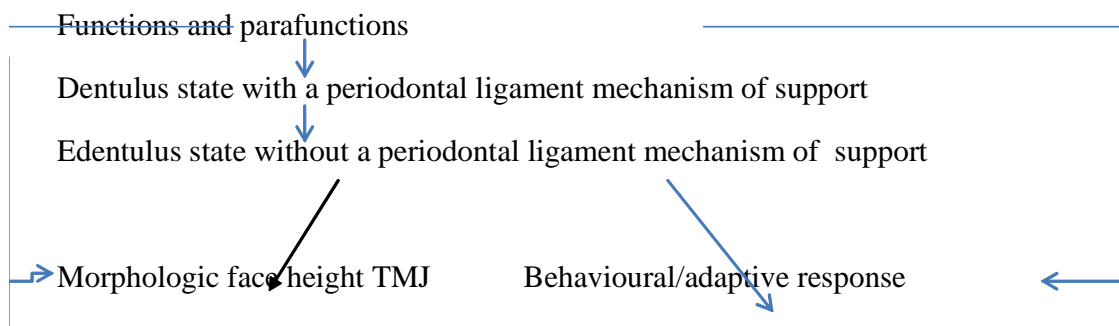 Functions and parafunctions
Dentulus state with a periodontal ligament mechanism of support
Edentulus state without a periodontal ligament mechanism of support
Morphologic face height TMJ Behavioural/adaptive response